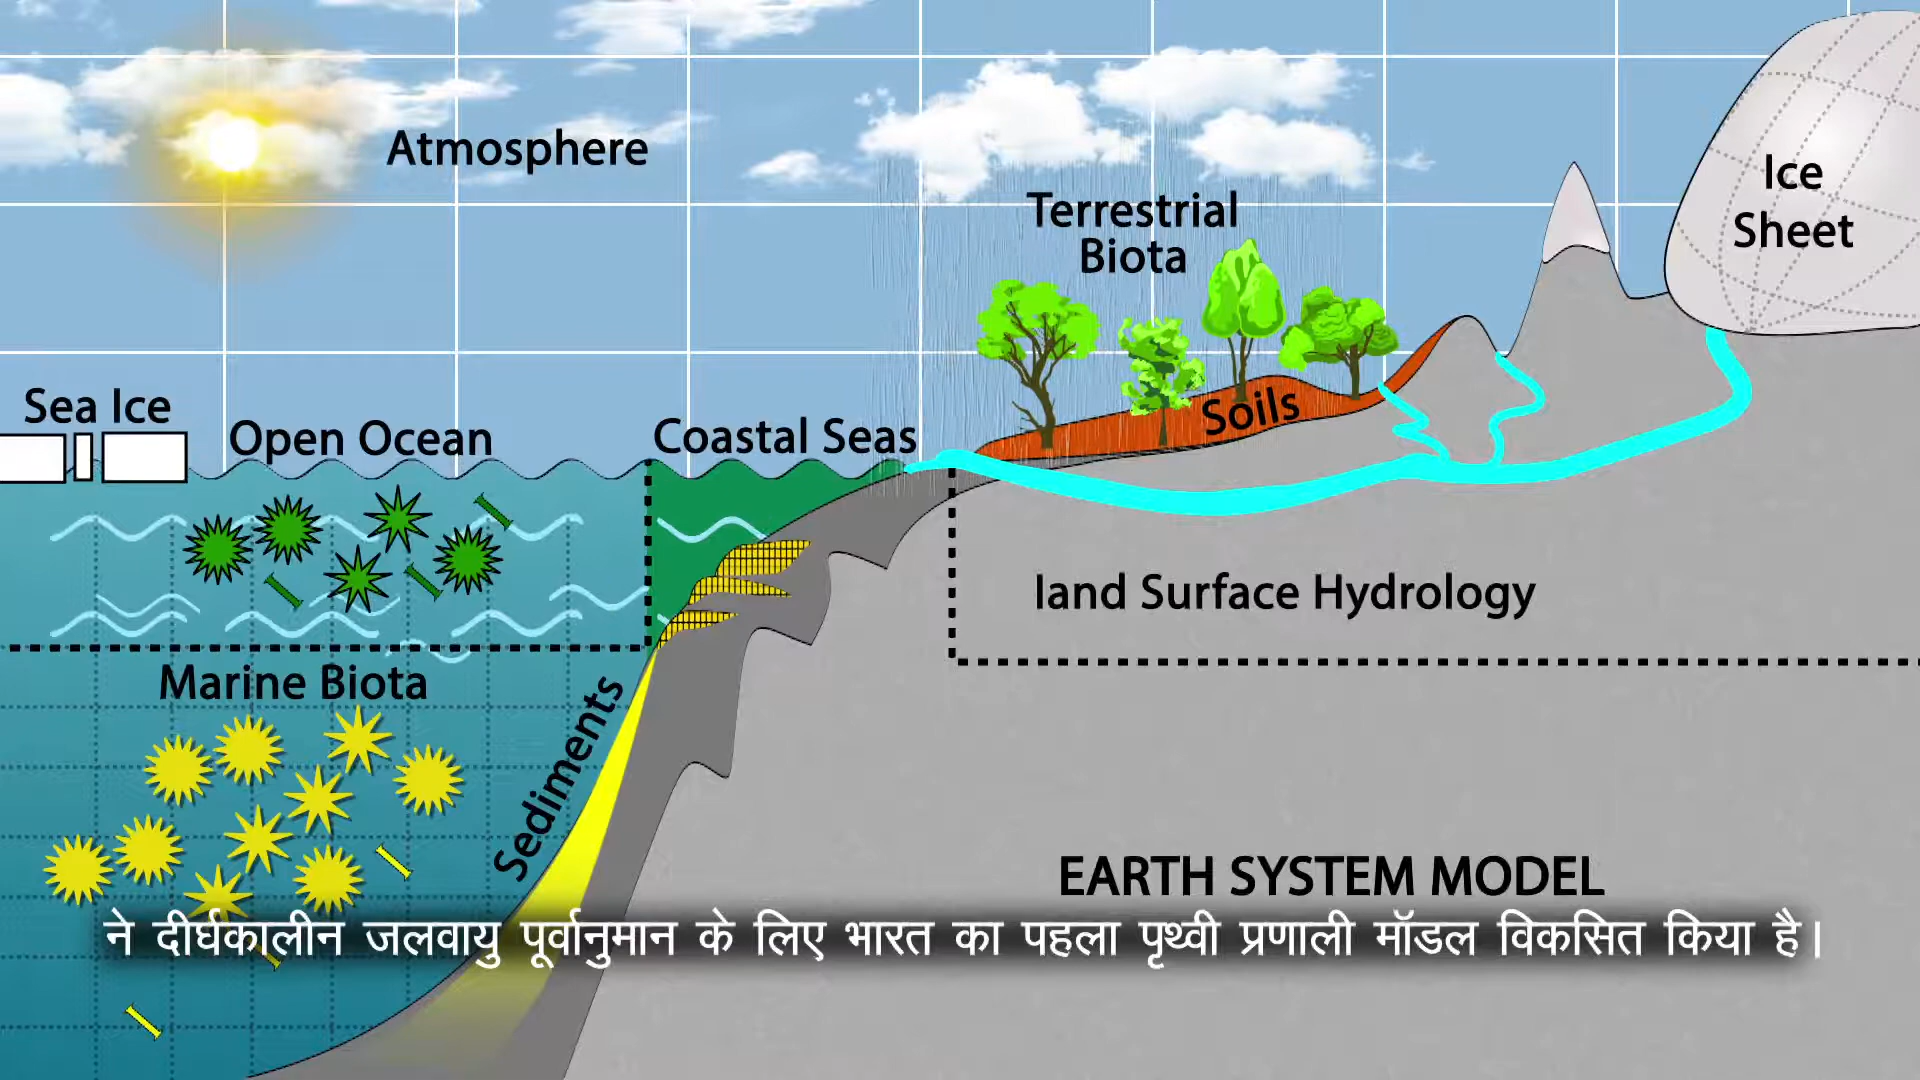 Atmosphere
Terrestrial
Biota
Ice
Sheet
Sea Ice
Open Ocean
Coastal Seas
Soils
land Surface Hydrology
Marine Biota
Sediments
EARTH SYSTEM MODEL
ने दीर्घकालीन जलवायु पूर्वानुमान के लिए भारत का पहला पृथ्वी प्रणाली मॉडल विकसित किया है।